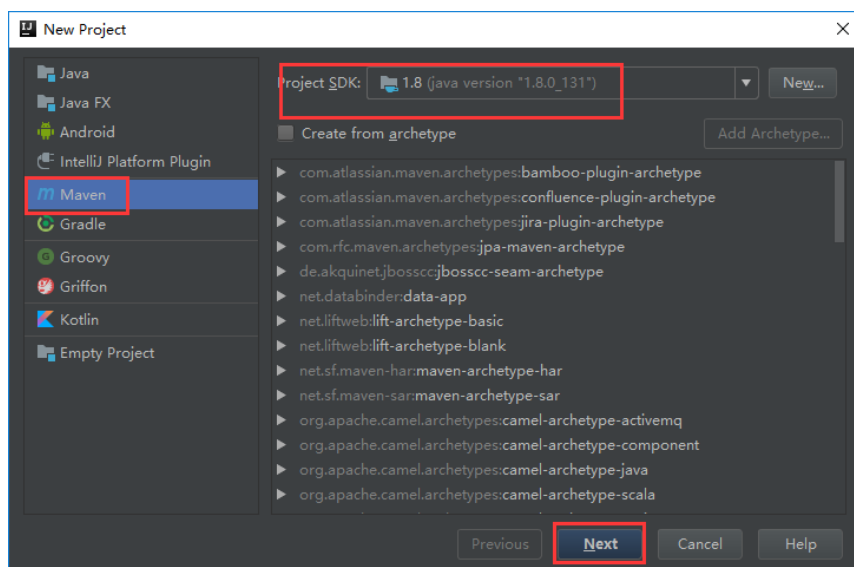 New Project
Java
Java FX
Android
IntelliJ Platform Plugin
Maven
Gradle
Groovy
Griffon
Kotlin
Empty Project
Project SDK: 1.8 (java version "1.8.0_131") New...
Create from archetype Add Archetype...
com.atlassian.maven.archetypes:bamboo-plugin-archetype
com.atlassian.maven.archetypes:confluence-plugin-archetype
com.atlassian.maven.archetypes:jira-plugin-archetype
com.rfc.maven.archetypes:jpa-maven-archetype
de.akquinet.jbosscc:jbosscc-seam-archetype
net.databinder:data-app
net.liftweb:lift-archetype-basic
net.liftweb:lift-archetype-blank
net.sf.maven-har:maven-archetype-har
net.sf.maven-sar:maven-archetype-sar
org.apache.camel.archetypes:camel-archetype-activemq
org.apache.camel.archetypes:camel-archetype-component
org.apache.camel.archetypes:camel-archetype-java
org.apache.camel.archetypes:camel-archetype-scala
Previous Next Cancel Help